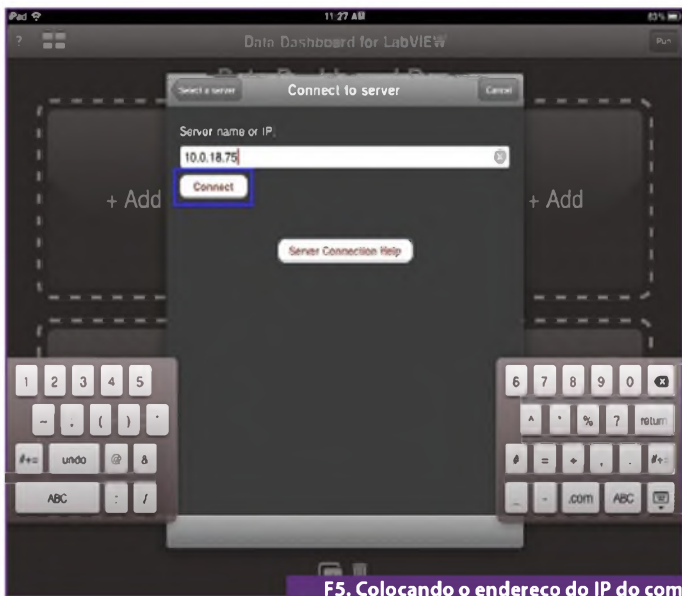 iPad 11:27 AM 83%
? Data Dashboard for LabVIEW Run
Select a server Connect to server Cancel
Server name or IP
10.0.18.75
Connect
+ Add + Add
Server Connection Help
1 2 3 4 5 6 7 8 9 0
- . ( ) ' ^ * % ? return
#+= undo @ & # = + , . #+=
ABC : / _ - .com ABC
F5. Colocando o endereço do IP do com